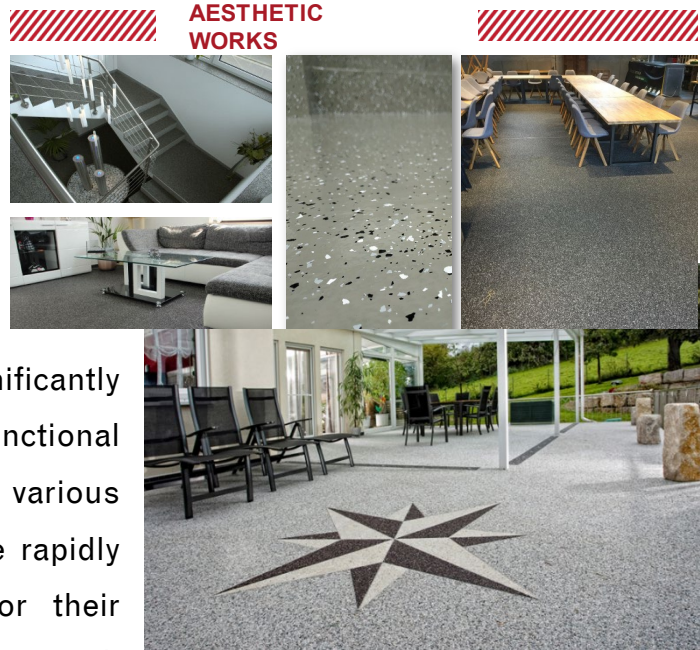 AESTHETIC
WORKS
nificantly
nctional
various
e rapidly
or their